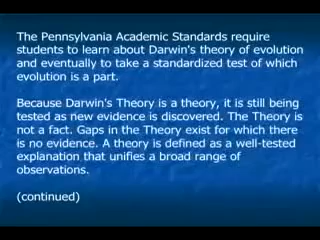 The Pennsylvania Academic Standards require
students to learn about Darwin's theory of evolution
and eventually to take a standardized test of which
evolution is a part.
Because Darwin's Theory is a theory, it is still being
tested as new evidence is discovered. The Theory is
not a fact. Gaps in the Theory exist for which there
is no evidence. A theory is defined as a well-tested
explanation that unifies a broad range of
observations.
(continued)